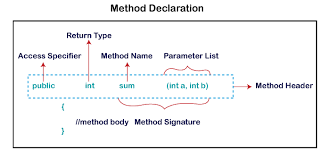 Method Declaration
Return Type
Access Specifier Method Name Parameter List
public int sum (int a, int b) Method Header
{
//method body Method Signature
}